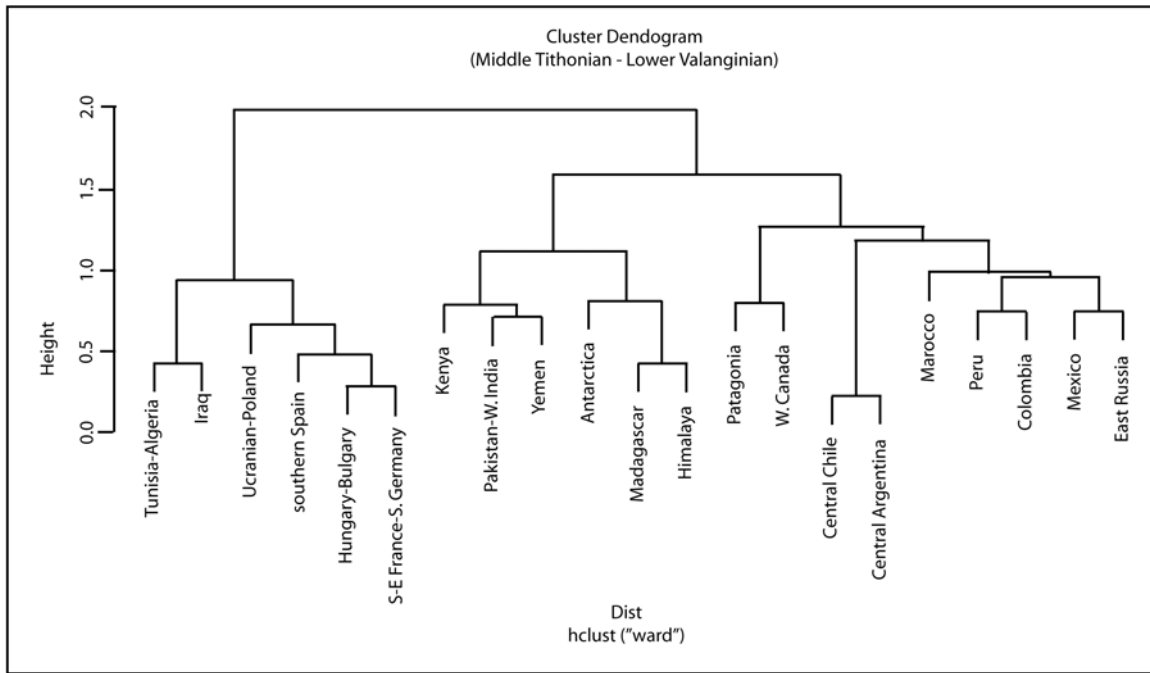 Cluster Dendogram
(Middle Tithonian - Lower Valanginian)
Height
2.0
1.5
1.0
0.5
0.0
Tunisia-Algeria
Iraq
Ucranian-Poland
southern Spain
Hungary-Bulgary
S-E France-S. Germany
Kenya
Pakistan-W. India
Yemen
Antarctica
Madagascar
Himalaya
Patagonia
W. Canada
Central Chile
Central Argentina
Marocco
Peru
Colombia
Mexico
East Russia
Dist
hclust ("ward")